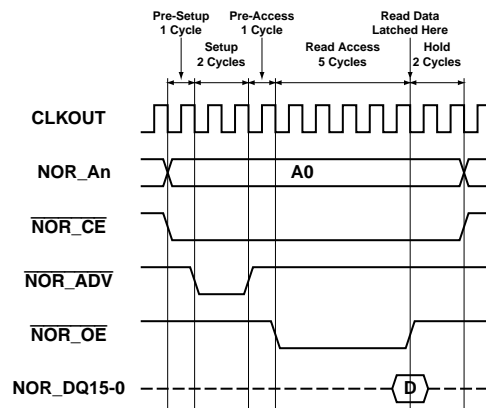 Pre-Setup
1 Cycle
Setup
2 Cycles
Pre-Access
1 Cycle
Read Access
5 Cycles
Read Data
Latched Here
Hold
2 Cycles
CLKOUT
NOR_An
A0
NOR_CE
NOR_ADV
NOR_OE
NOR_DQ15-0
D